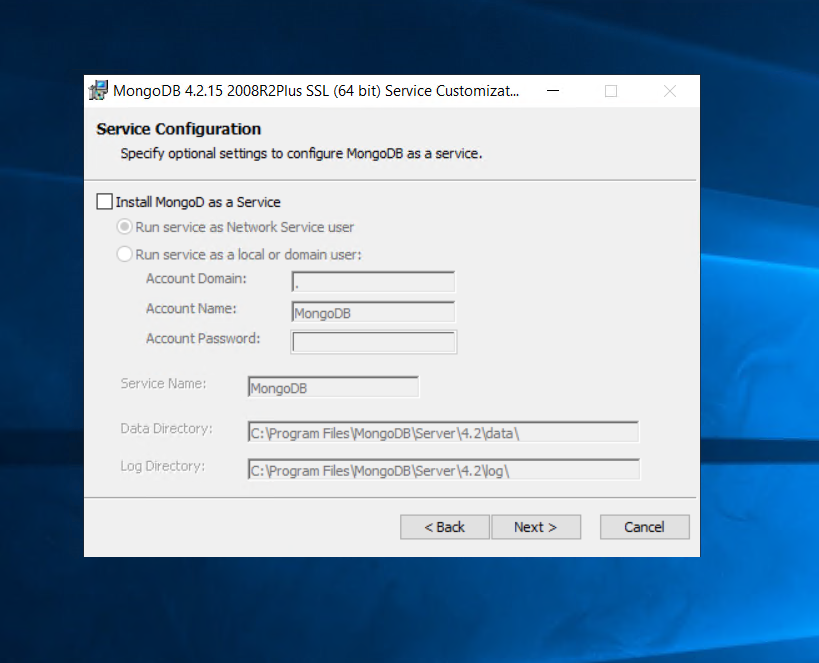 MongoDB 4.2.15 2008R2Plus SSL (64 bit) Service Customizat...
Service Configuration
Specify optional settings to configure MongoDB as a service.
Install MongoD as a Service
Run service as Network Service user
Run service as a local or domain user:
Account Domain: .
Account Name: MongoDB
Account Password:
Service Name: MongoDB
Data Directory: C:\Program Files\MongoDB\Server\4.2\data\
Log Directory: C:\Program Files\MongoDB\Server\4.2\log\
< Back Next > Cancel